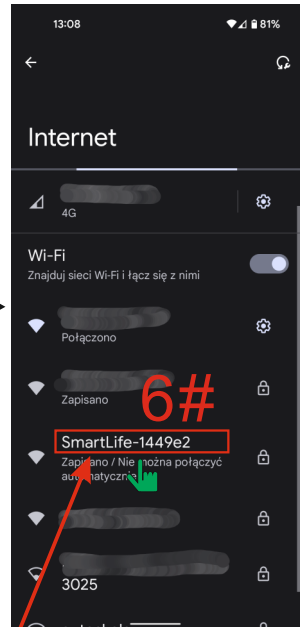 13:08
81%
Internet
4G
Wi-Fi
Znajduj sieci Wi-Fi i łącz się z nimi
Połączono
Zapisano
6#
SmartLife-1449e2
Zapisano / Nie można połączyć
automatycznie
3025